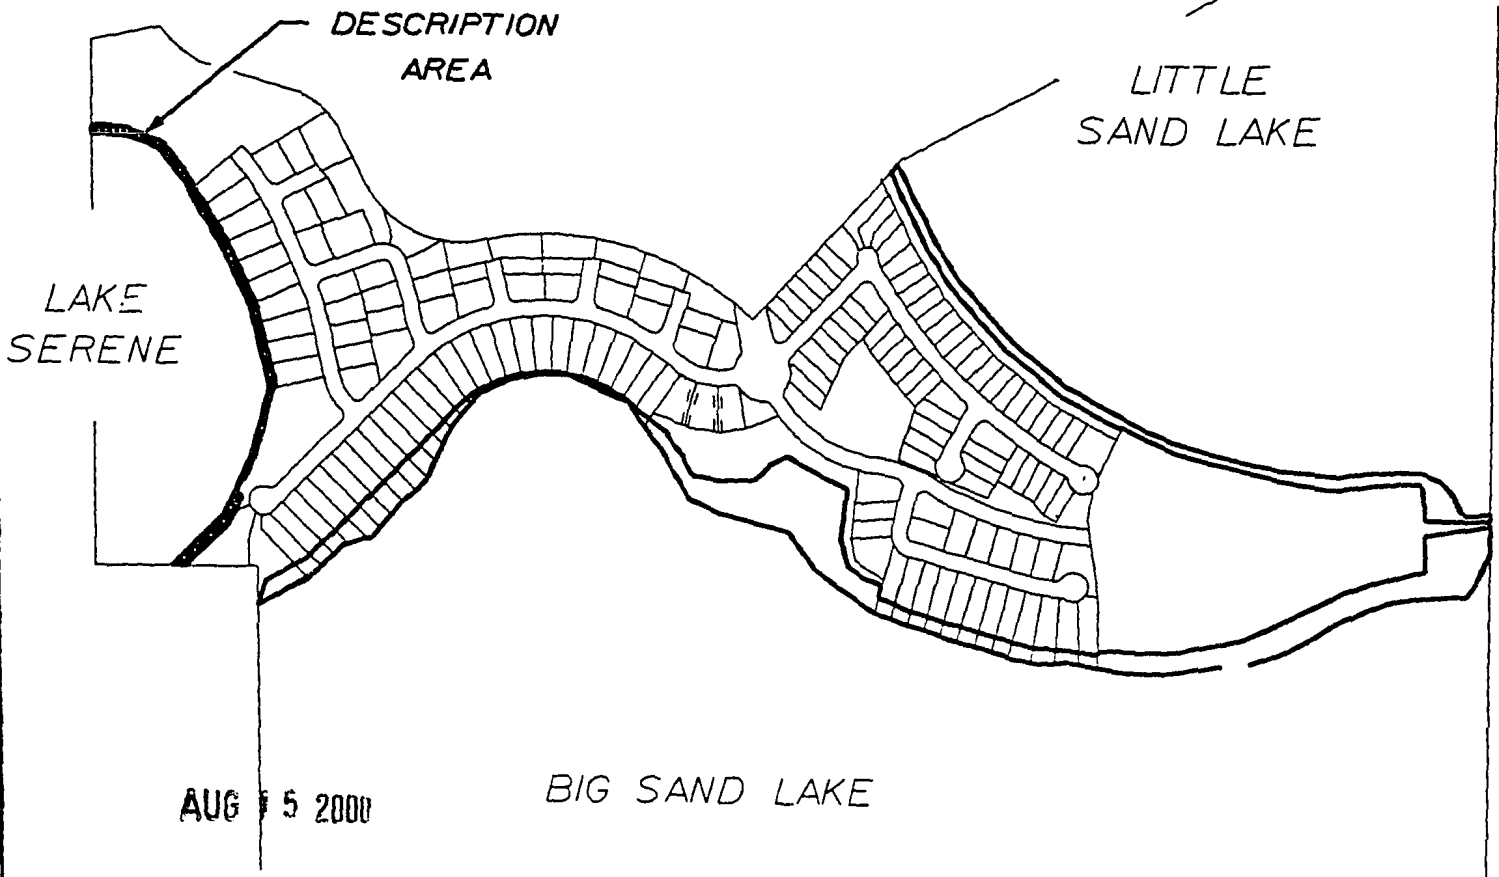 DESCRIPTION
AREA
LITTLE
SAND LAKE
LAKE
SERENE
BIG SAND LAKE
AUG 5 2000